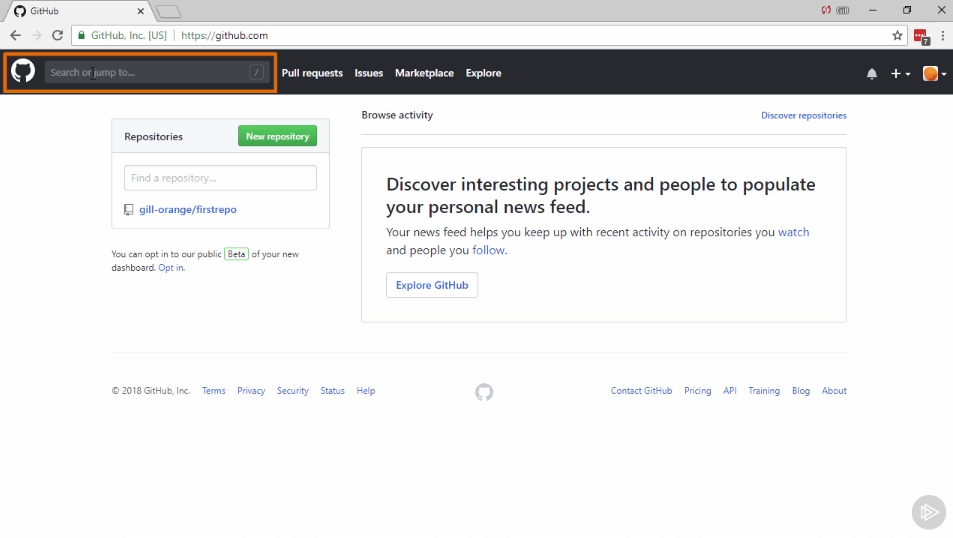 GitHub
Gill
GitHub, Inc. [US] https://github.com
7
Search or jump to... /
Pull requests Issues Marketplace Explore
Repositories New repository
Find a repository...
gill-orange/firstrepo
You can opt in to our public Beta of your new
dashboard. Opt in.
Browse activity Discover repositories
Discover interesting projects and people to populate
your personal news feed.
Your news feed helps you keep up with recent activity on repositories you watch
and people you follow.
Explore GitHub
© 2018 GitHub, Inc. Terms Privacy Security Status Help Contact GitHub Pricing API Training Blog About